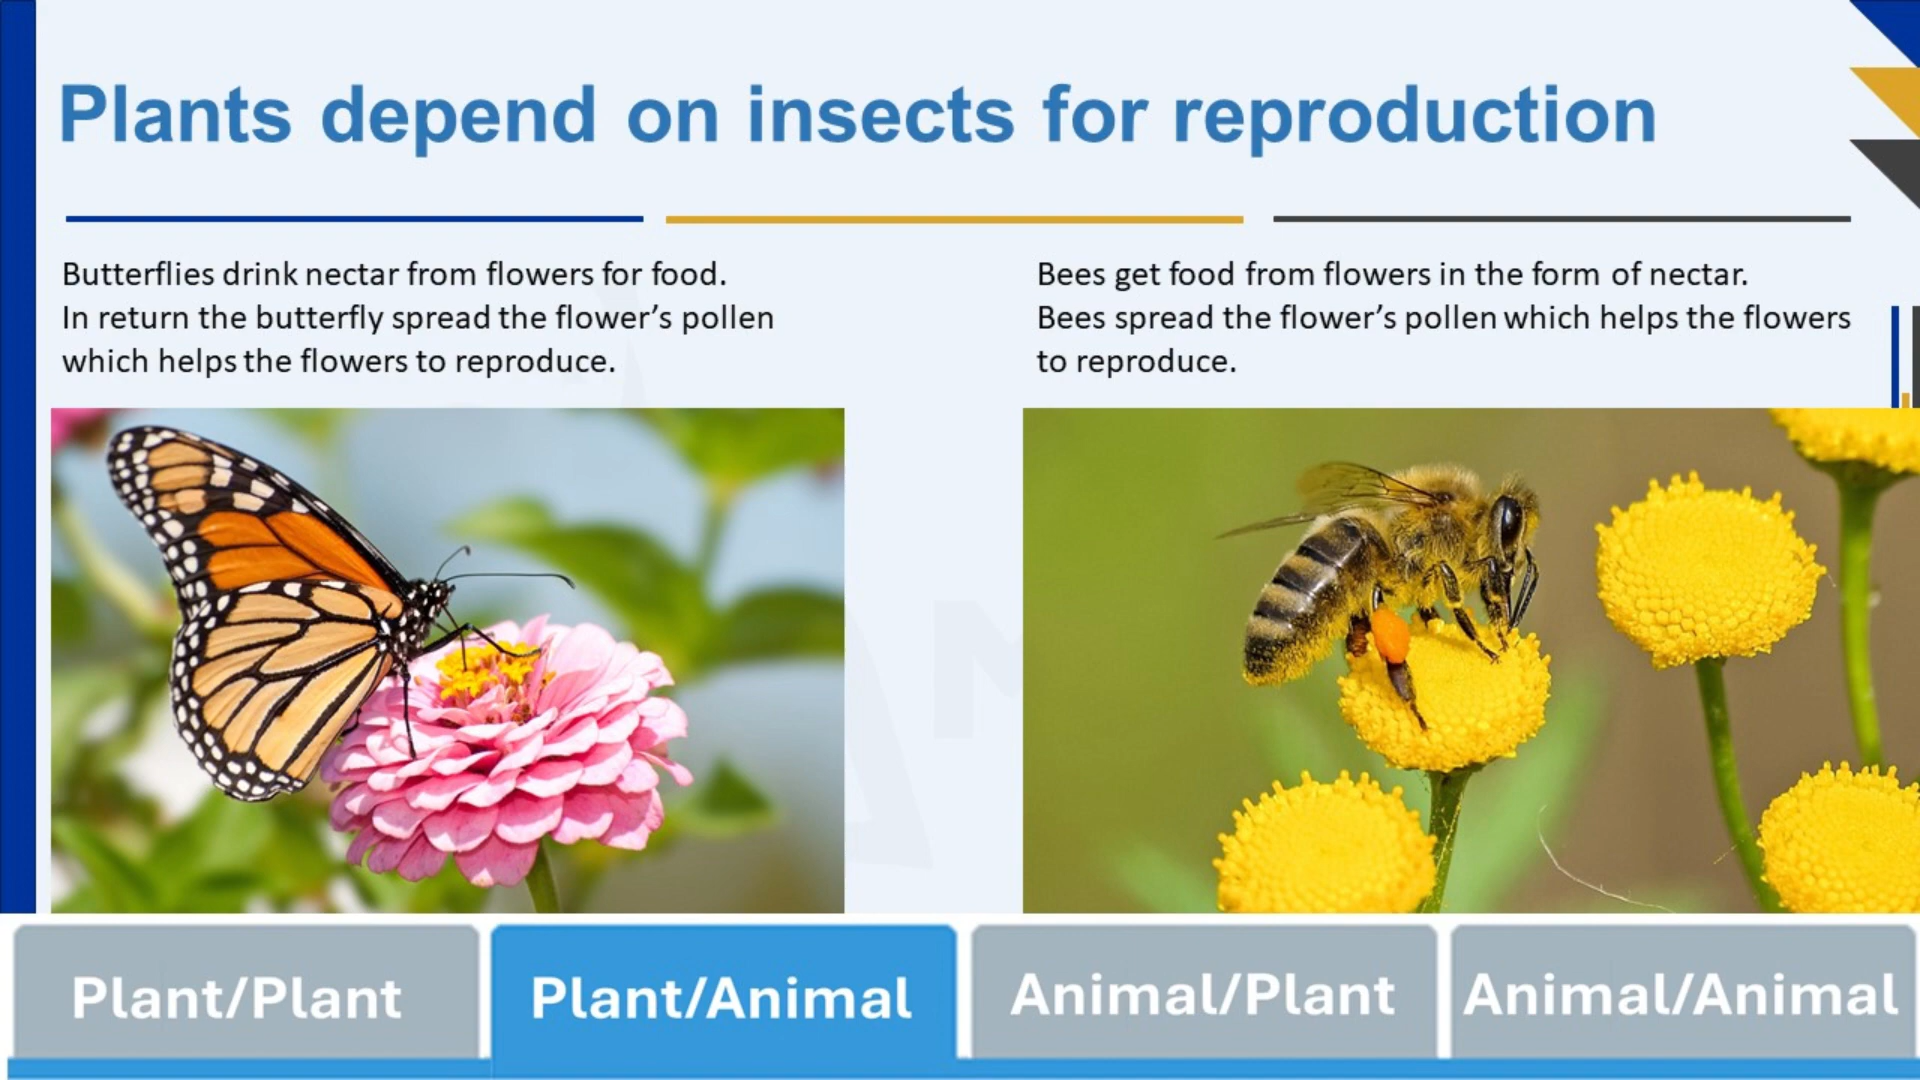 Plants depend on insects for reproduction
Butterflies drink nectar from flowers for food.
In return the butterfly spread the flower's pollen
which helps the flowers to reproduce.
Bees get food from flowers in the form of nectar.
Bees spread the flower's pollen which helps the flowers
to reproduce.
Plant/Plant
Plant/Animal
Animal/Plant
Animal/Animal